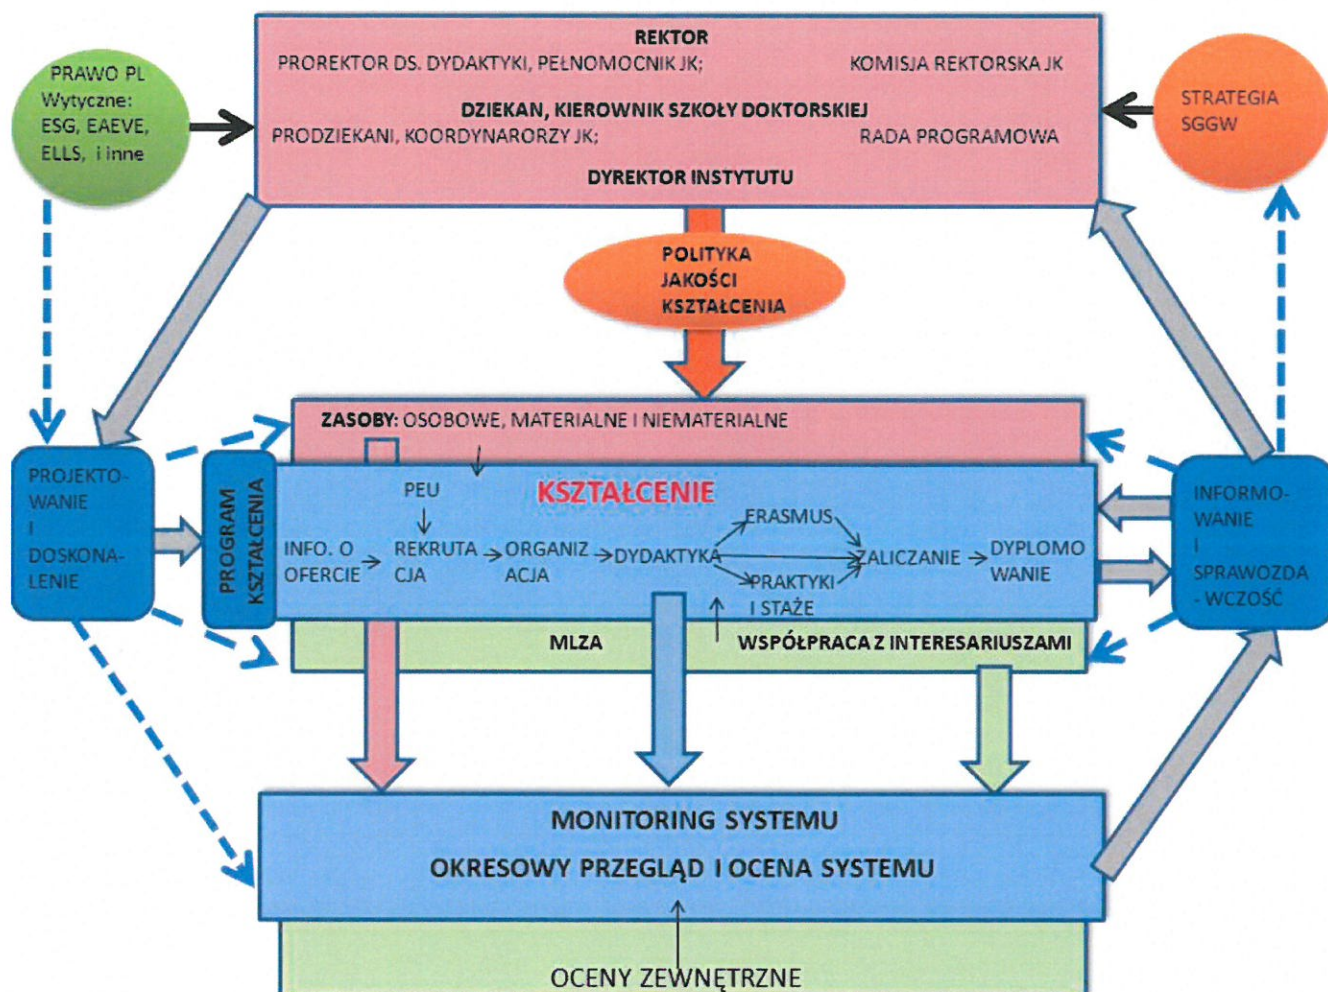 REKTOR
PROREKTOR DS. DYDAKTYKI, PEŁNOMOCNIK JK; KOMISJA REKTORSKA JK
DZIEKAN, KIEROWNIK SZKOŁY DOKTORSKIEJ
PRODZIEKANI, KOORDYNARORZY JK; RADA PROGRAMOWA
DYREKTOR INSTYTUTU
PRAWO PL
Wytyczne:
ESG, EAEVE,
ELLS, i inne
STRATEGIA
SGGW
POLITYKA
JAKOŚCI
KSZTAŁCENIA
ZASOBY: OSOBOWE, MATERIALNE I NIEMATERIALNE
PROJEKTO-
WANIE
I
DOSKONA-
LENIE
PROGRAM
KSZTAŁCENIA
KSZTAŁCENIE
PEU
INFO. O
OFERCIE
REKRUTA
CJA
ORGANIZ
ACJA
DYDAKTYKA
ERASMUS
PRAKTYKI
I STAŻE
ZALICZANIE
DYPLOMO
WANIE
INFORMO-
WANIE
I
SPRAWOZDA
-WCZOŚĆ
MLZA WSPÓŁPRACA Z INTERESARIUSZAMI
MONITORING SYSTEMU
OKRESOWY PRZEGLĄD I OCENA SYSTEMU
OCENY ZEWNĘTRZNE